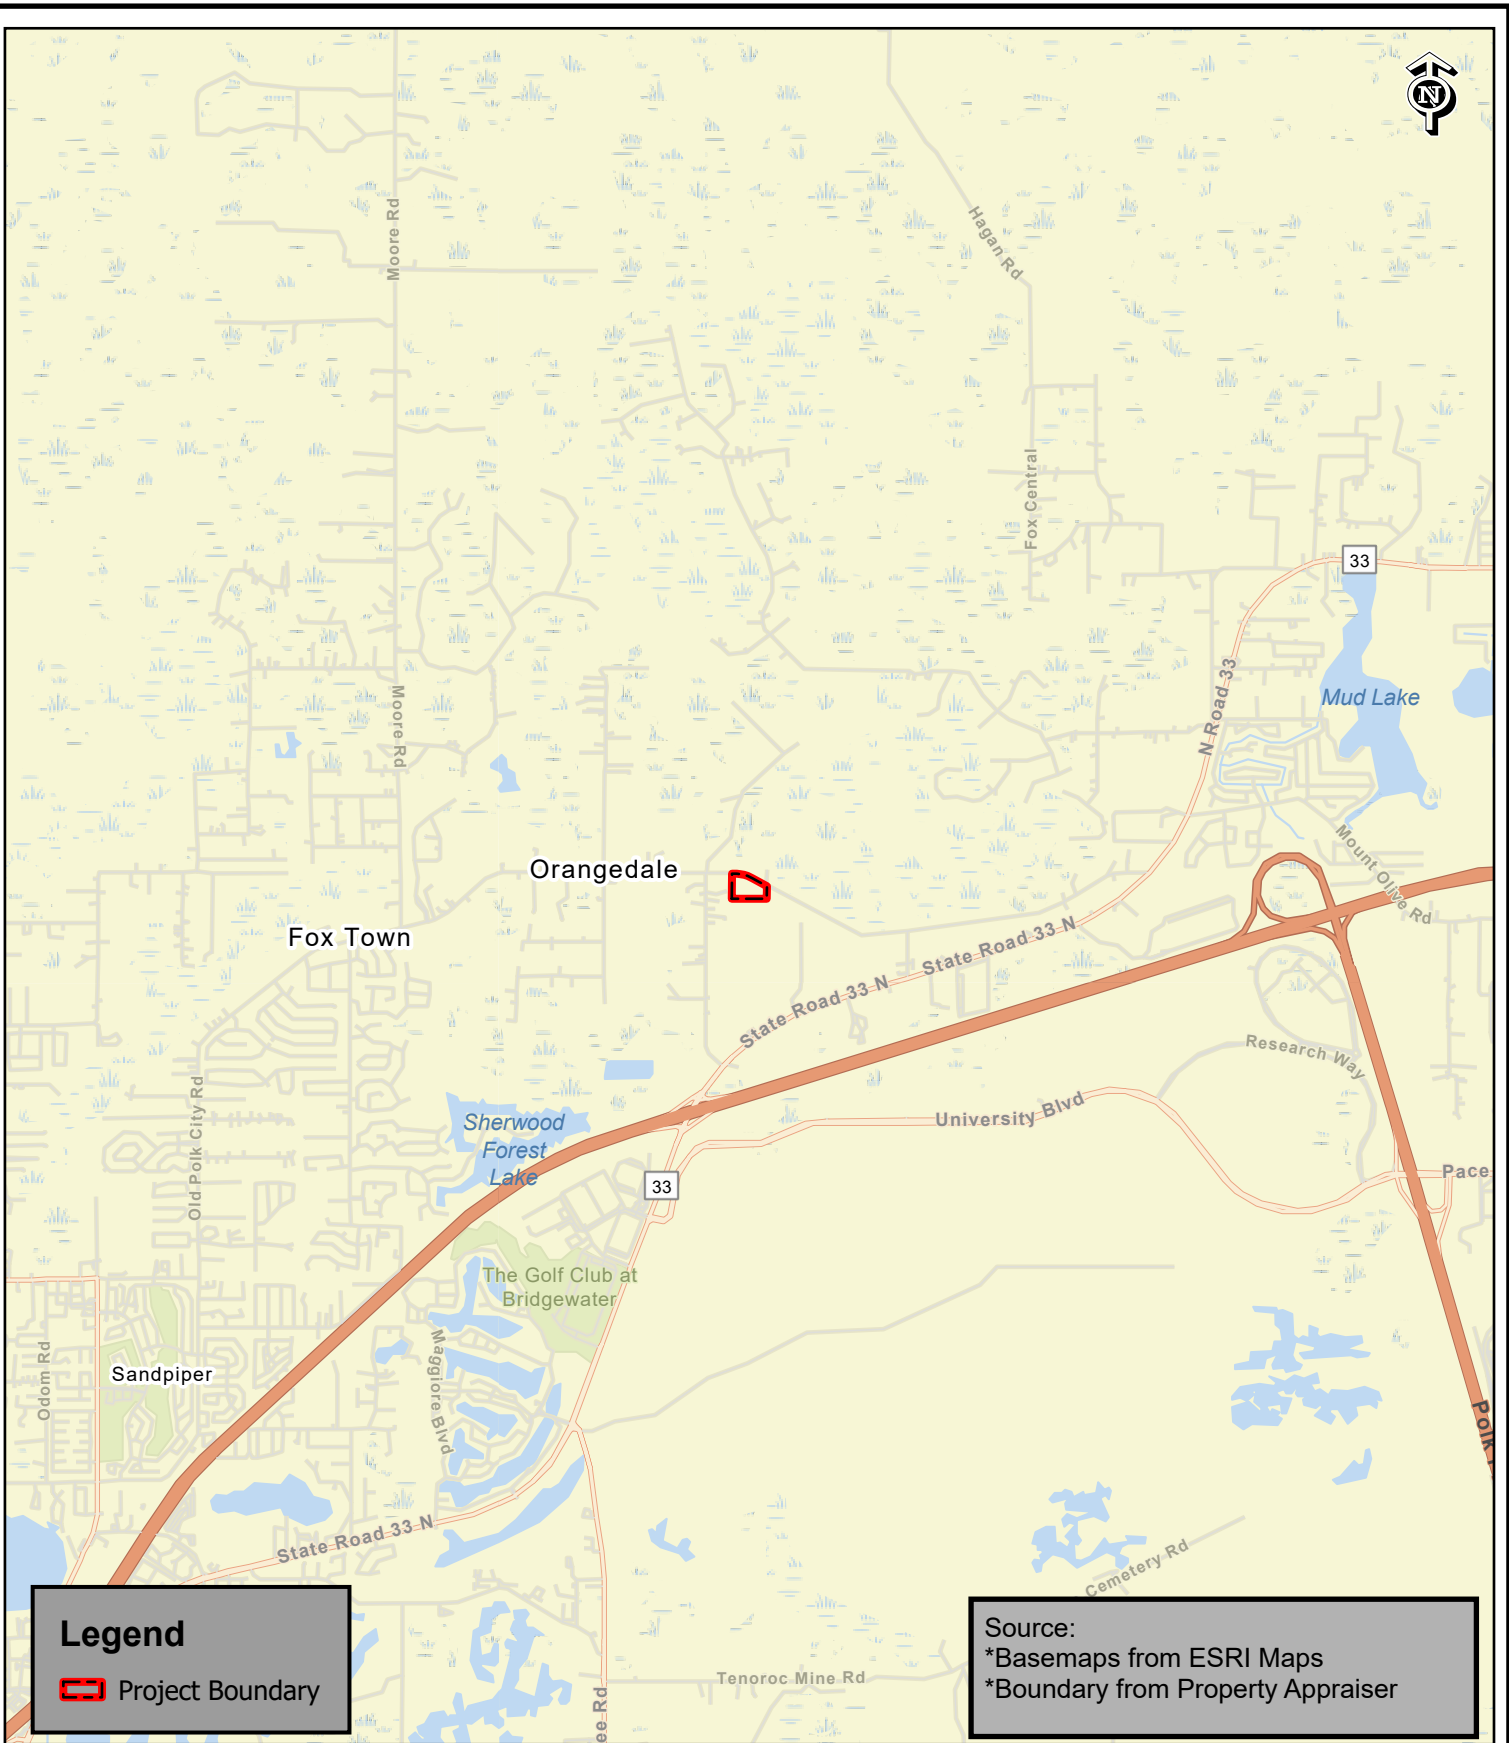 N
Moore Rd
Hagan Rd
Fox Central
33
N Road 33
Mud Lake
Moore Rd
Mount Olive Rd
Orangedale
Fox Town
State Road 33 N
State Road 33 N
Research Way
Old Polk City Rd
Sherwood
Forest
Lake
University Blvd
33
Pace
The Golf Club at
Bridgewater
Odom Rd
Sandpiper
Maggiore Blvd
Polk
State Road 33 N
Cemetery Rd
Tenoroc Mine Rd
ee Rd
Legend
Project Boundary
Source:
*Basemaps from ESRI Maps
*Boundary from Property Appraiser